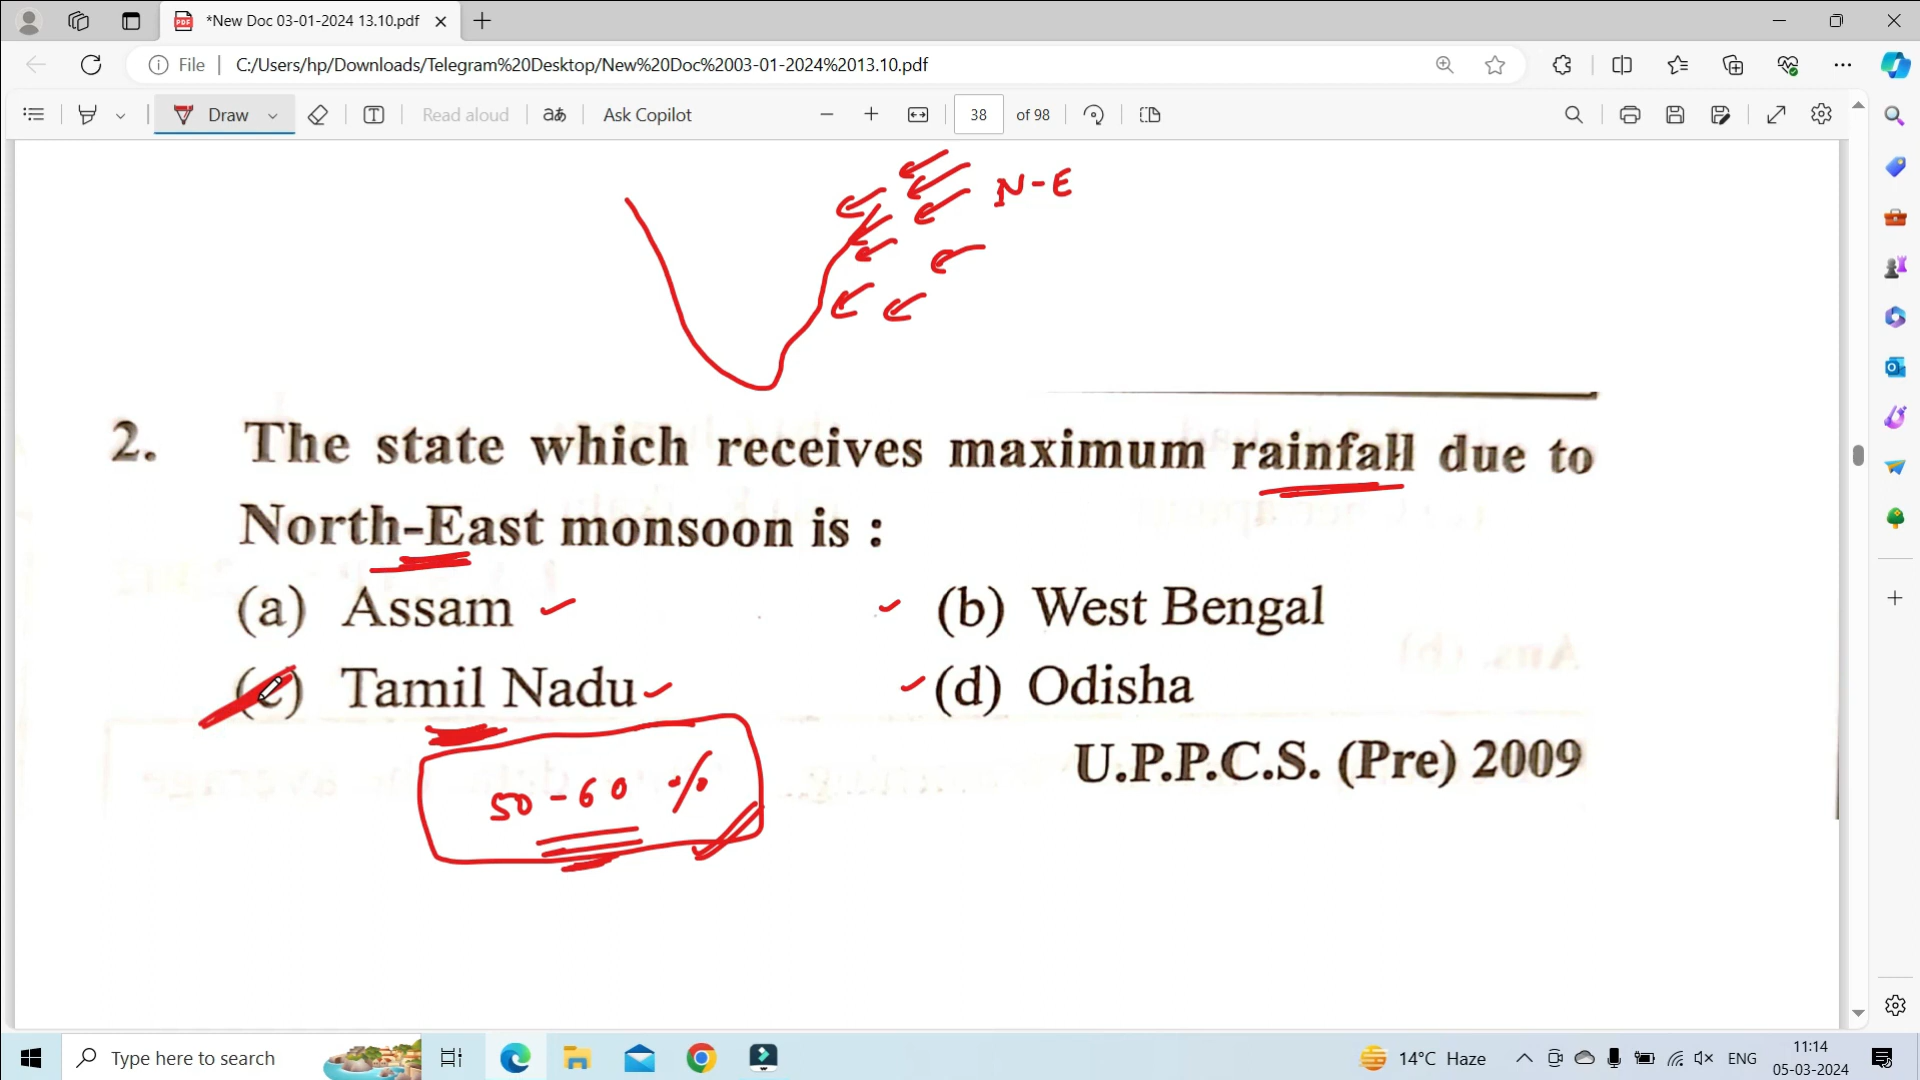 *New Doc 03-01-2024 13.10.pdf
File
C:/Users/hp/Downloads/Telegram%20Desktop/New%20Doc%2003-01-2024%2013.10.pdf
Draw
Read aloud
aあ
Ask Copilot
38 of 98
N-E
2. The state which receives maximum rainfall due to
North-East monsoon is :
(a) Assam (b) West Bengal
(c) Tamil Nadu (d) Odisha
U.P.P.C.S. (Pre) 2009
50-60 %
Type here to search
14°C Haze
ENG
11:14
05-03-2024